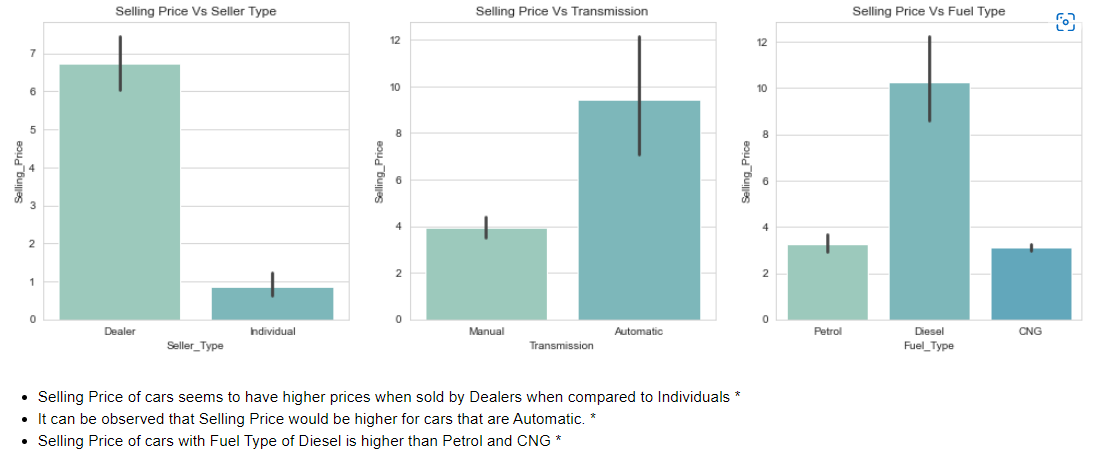 Selling Price Vs Seller Type
Selling_Price
7
6
5
4
3
2
1
0
Dealer Individual
Seller_Type
Selling Price Vs Transmission
Selling_Price
12
10
8
6
4
2
0
Manual Automatic
Transmission
Selling Price Vs Fuel Type
Selling_Price
12
10
8
6
4
2
0
Petrol Diesel CNG
Fuel_Type
• Selling Price of cars seems to have higher prices when sold by Dealers when compared to Individuals *
• It can be observed that Selling Price would be higher for cars that are Automatic. *
• Selling Price of cars with Fuel Type of Diesel is higher than Petrol and CNG *